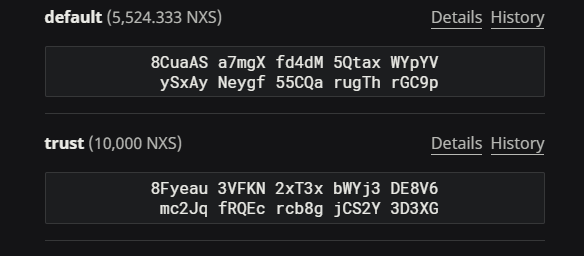 default (5,524.333 NXS) Details History
8CuaAS a7mgX fd4dM 5Qtax WYpYV
ySxAy Neygf 55CQa rugTh rGC9p
trust (10,000 NXS) Details History
8Fyeau 3VFKN 2xT3x bWYj3 DE8V6
mc2Jq fRQEc rcb8g jCS2Y 3D3XG